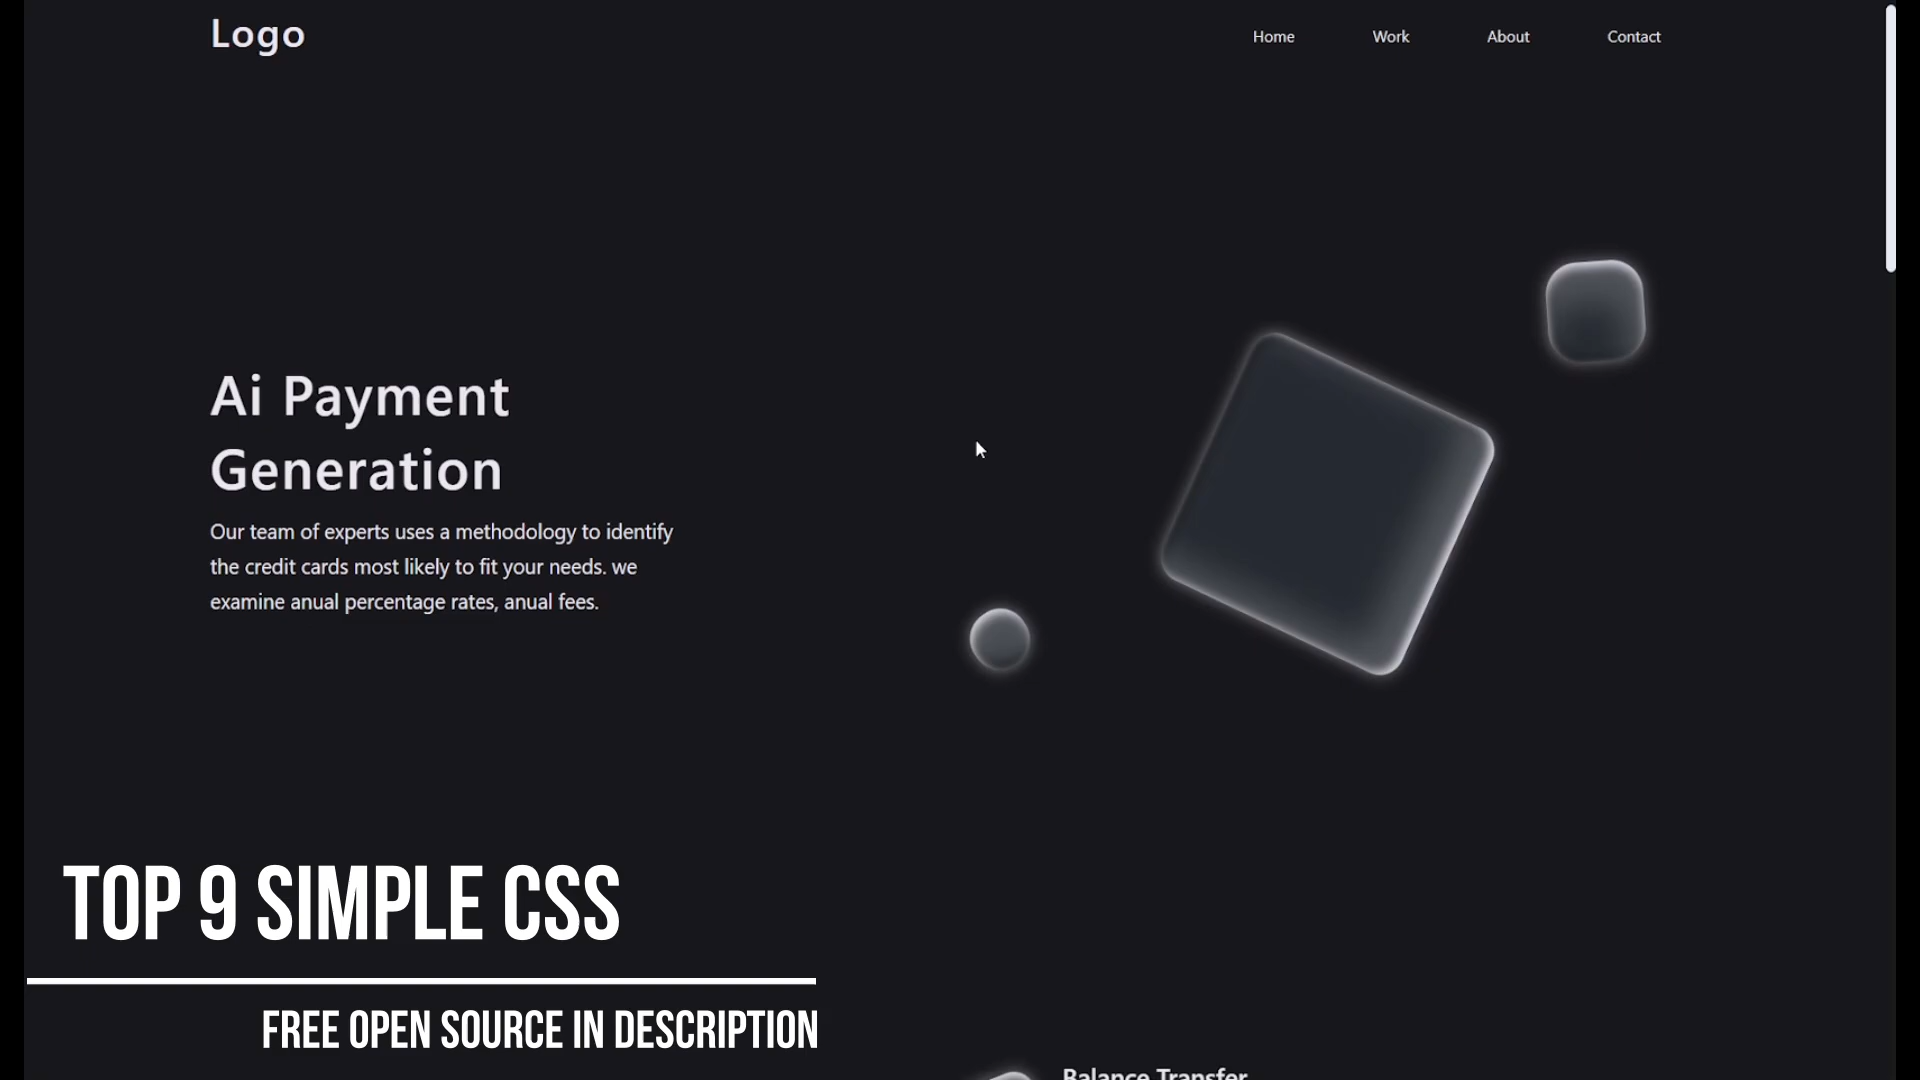 Logo
Home Work About Contact
Ai Payment
Generation
Our team of experts uses a methodology to identify
the credit cards most likely to fit your needs. we
examine anual percentage rates, anual fees.
TOP 9 SIMPLE CSS
FREE OPEN SOURCE IN DESCRIPTION
Balance Transfer